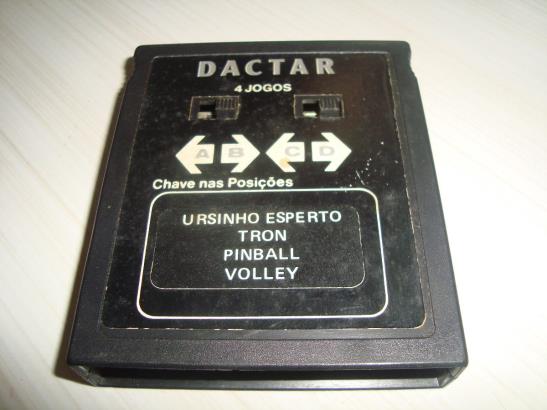 DACTAR
4 JOGOS
A B C D
Chave nas Posições
URSINHO ESPERTO
TRON
PINBALL
VOLLEY